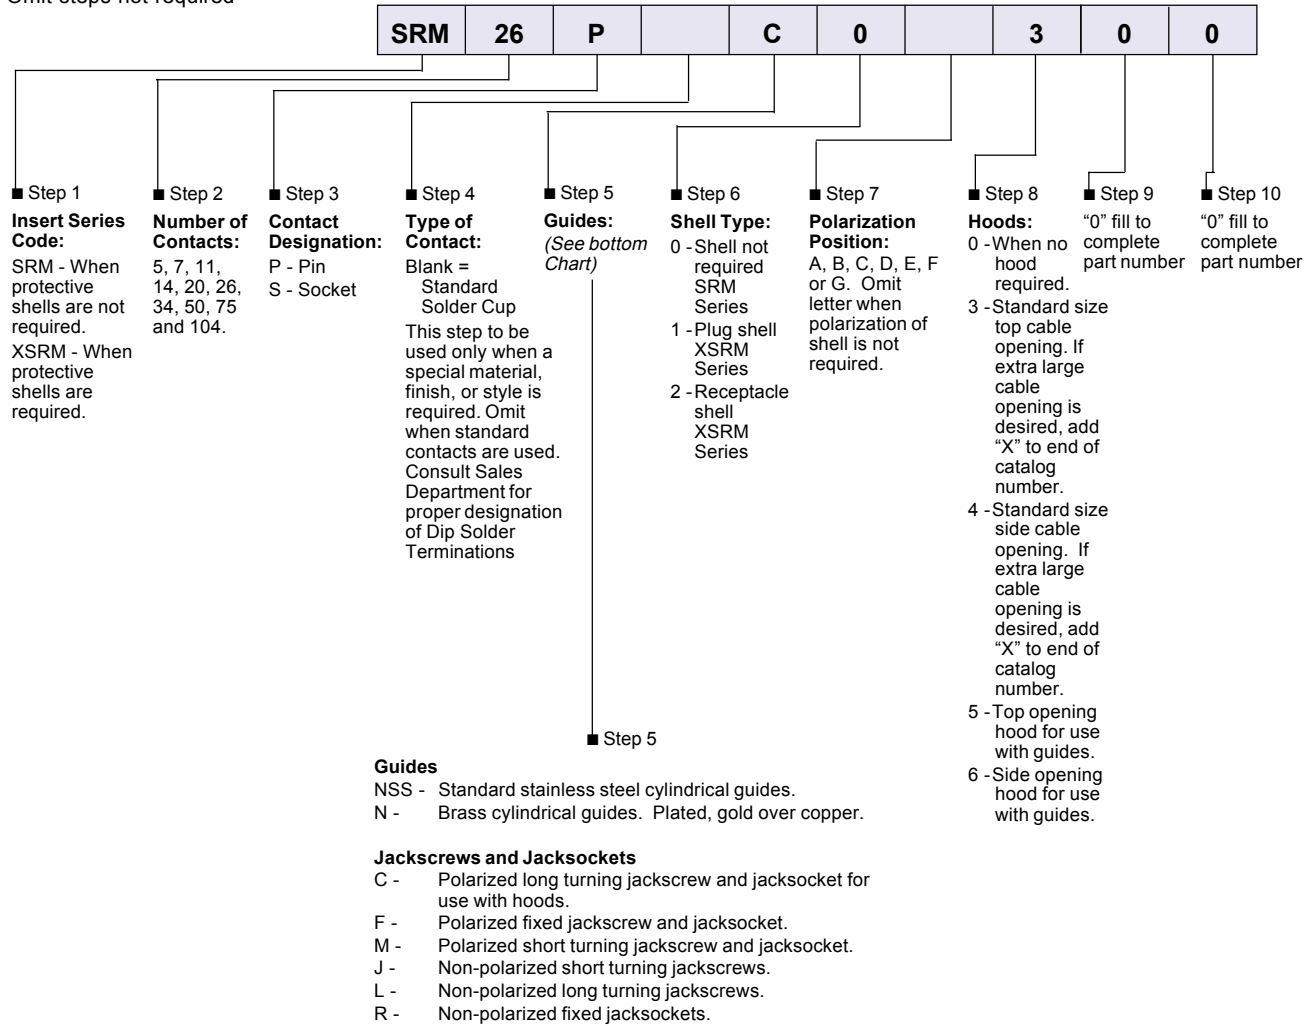 Omit steps not required
SRM 26 P C 0 3 0 0
■ Step 1
Insert Series
Code:
SRM - When
protective
shells are not
required.
XSRM - When
protective
shells are
required.
■ Step 2
Number of
Contacts:
5, 7, 11,
14, 20, 26,
34, 50, 75
and 104.
■ Step 3
Contact
Designation:
P - Pin
S - Socket
■ Step 4
Type of
Contact:
Blank =
Standard
Solder Cup
This step to be
used only when a
special material,
finish, or style is
required. Omit
when standard
contacts are used.
Consult Sales
Department for
proper designation
of Dip Solder
Terminations
■ Step 5
Guides:
(See bottom
Chart)
■ Step 6
Shell Type:
0 -Shell not
required
SRM
Series
1 -Plug shell
XSRM
Series
2 -Receptacle
shell
XSRM
Series
■ Step 7
Polarization
Position:
A, B, C, D, E, F
or G. Omit
letter when
polarization of
shell is not
required.
■ Step 8
Hoods:
0 -When no
hood
required.
3 -Standard size
top cable
opening. If
extra large
cable
opening is
desired, add
“X” to end of
catalog
number.
4 -Standard size
side cable
opening. If
extra large
cable
opening is
desired, add
“X” to end of
catalog
number.
5 -Top opening
hood for use
with guides.
6 -Side opening
hood for use
with guides.
■ Step 9
“0” fill to
complete
part number
■ Step 10
“0” fill to
complete
part number
■ Step 5
Guides
NSS - Standard stainless steel cylindrical guides.
N - Brass cylindrical guides. Plated, gold over copper.
Jackscrews and Jacksockets
C - Polarized long turning jackscrew and jacksocket for
use with hoods.
F - Polarized fixed jackscrew and jacksocket.
M - Polarized short turning jackscrew and jacksocket.
J - Non-polarized short turning jackscrews.
L - Non-polarized long turning jackscrews.
R - Non-polarized fixed jacksockets.